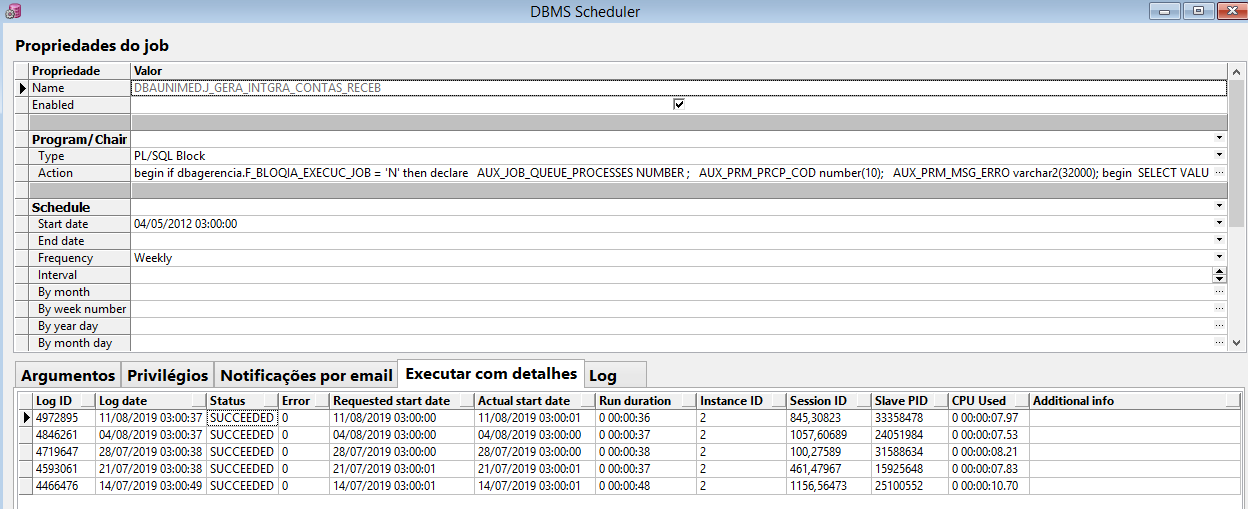 DBMS Scheduler
Propriedades do job
Propriedade Valor
Name DBAUNIMED.J_GERA_INTGRA_CONTAS_RECEB
Enabled
Program/Chair
Type PL/SQL Block
Action begin if dbagerencia.F_BLOQIA_EXECUC_JOB = 'N' then declare AUX_JOB_QUEUE_PROCESSES NUMBER ; AUX_PRM_PRCP_COD number(10); AUX_PRM_MSG_ERRO varchar2(32000); begin SELECT VALU ...
Schedule
Start date 04/05/2012 03:00:00
End date
Frequency Weekly
Interval
By month ...
By week number ...
By year day ...
By month day ...
Argumentos Privilégios Notificações por email Executar com detalhes Log
Log ID Log date Status Error Requested start date Actual start date Run duration Instance ID Session ID Slave PID CPU Used Additional info
4972895 11/08/2019 03:00:37 SUCCEEDED 0 11/08/2019 03:00:00 11/08/2019 03:00:01 0 00:00:36 2 845,30823 33358478 0 00:00:07.97
4846261 04/08/2019 03:00:37 SUCCEEDED 0 04/08/2019 03:00:00 04/08/2019 03:00:00 0 00:00:37 2 1057,60689 24051984 0 00:00:07.53
4719647 28/07/2019 03:00:38 SUCCEEDED 0 28/07/2019 03:00:00 28/07/2019 03:00:00 0 00:00:38 2 100,27589 31588634 0 00:00:08.21
4593061 21/07/2019 03:00:38 SUCCEEDED 0 21/07/2019 03:00:01 21/07/2019 03:00:01 0 00:00:37 2 461,47967 15925648 0 00:00:07.83
4466476 14/07/2019 03:00:49 SUCCEEDED 0 14/07/2019 03:00:01 14/07/2019 03:00:01 0 00:00:48 2 1156,56473 25100552 0 00:00:10.70